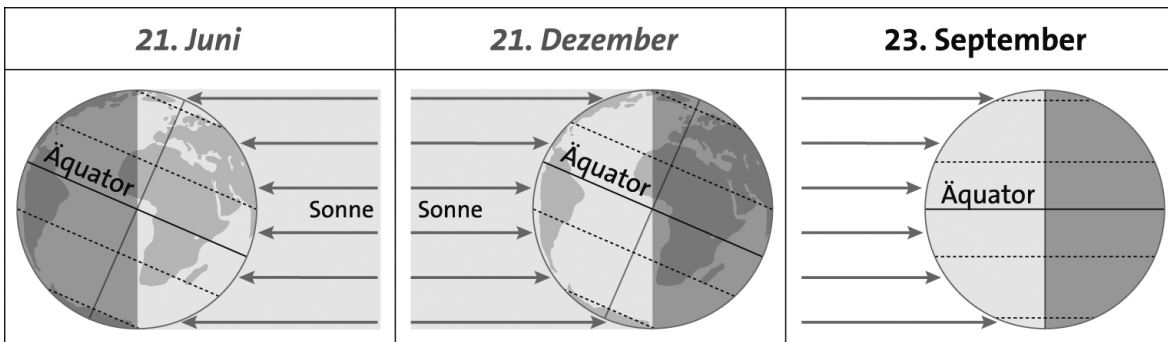 21. Juni
21. Dezember
23. September
Äquator
Sonne
Äquator
Sonne
Äquator